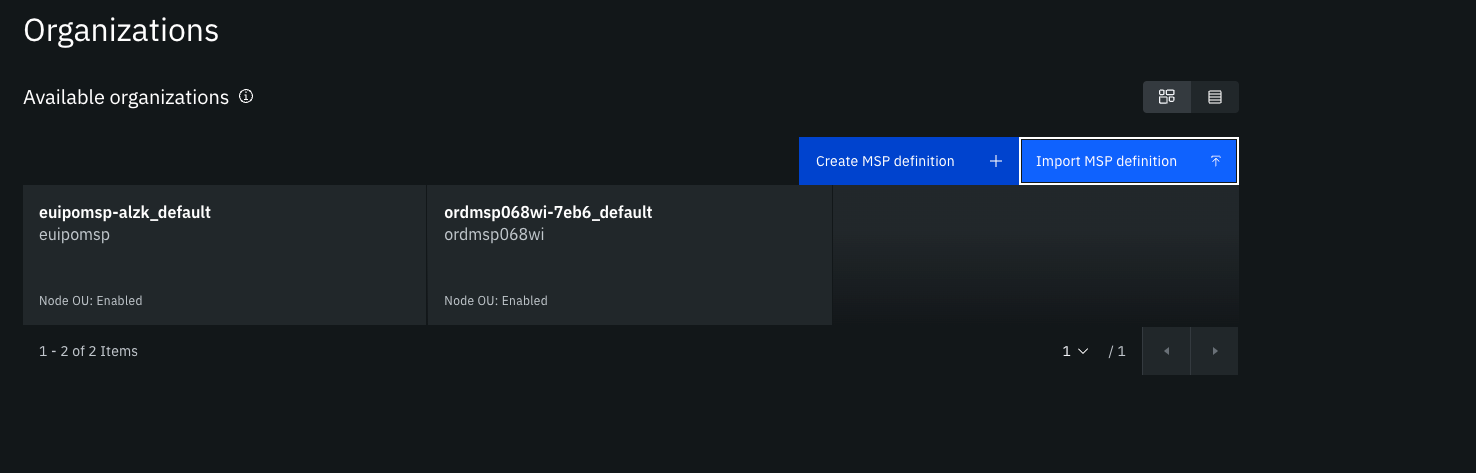 Organizations
Available organizations
Create MSP definition
Import MSP definition
euipomsp-alzk_default
euipomsp
Node OU: Enabled
ordmsp068wi-7eb6_default
ordmsp068wi
Node OU: Enabled
1 - 2 of 2 Items
1
/ 1